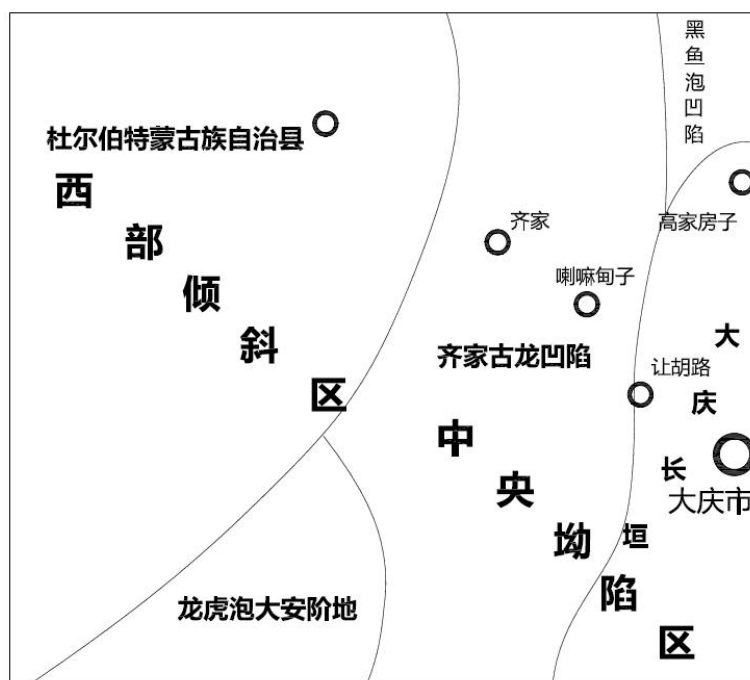 黑鱼泡凹陷
杜尔伯特蒙古族自治县
西部倾斜区
齐家
高家房子
喇嘛甸子
齐家古龙凹陷
让胡路
大庆长垣
大庆市
中央坳陷区
龙虎泡大安阶地